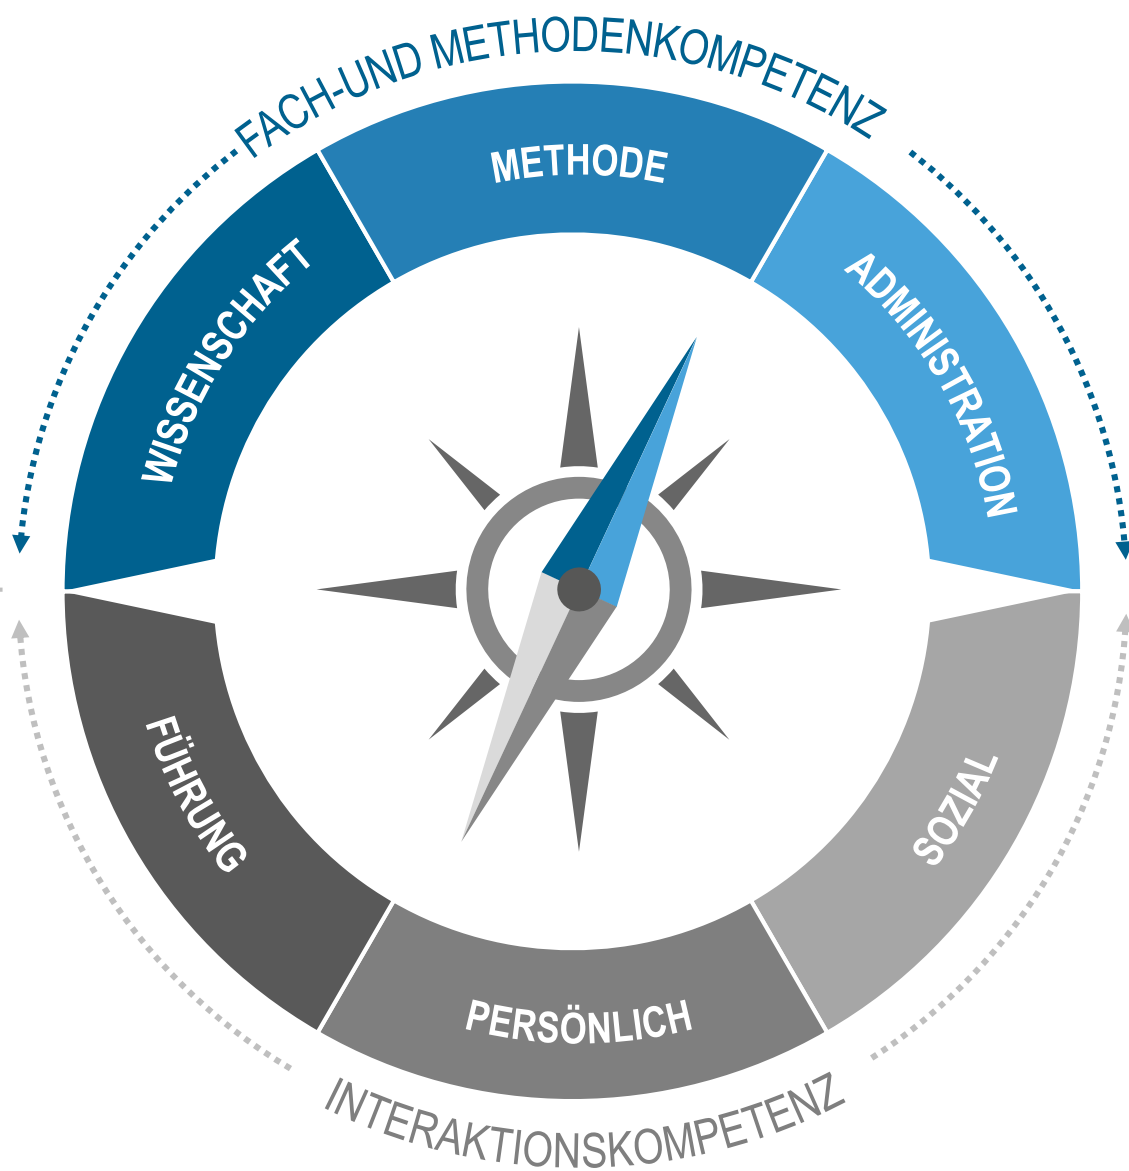 FACH-UND METHODENKOMPETENZ
METHODE
WISSENSCHAFT
ADMINISTRATION
FÜHRUNG
SOZIAL
PERSÖNLICH
INTERAKTIONSKOMPETENZ